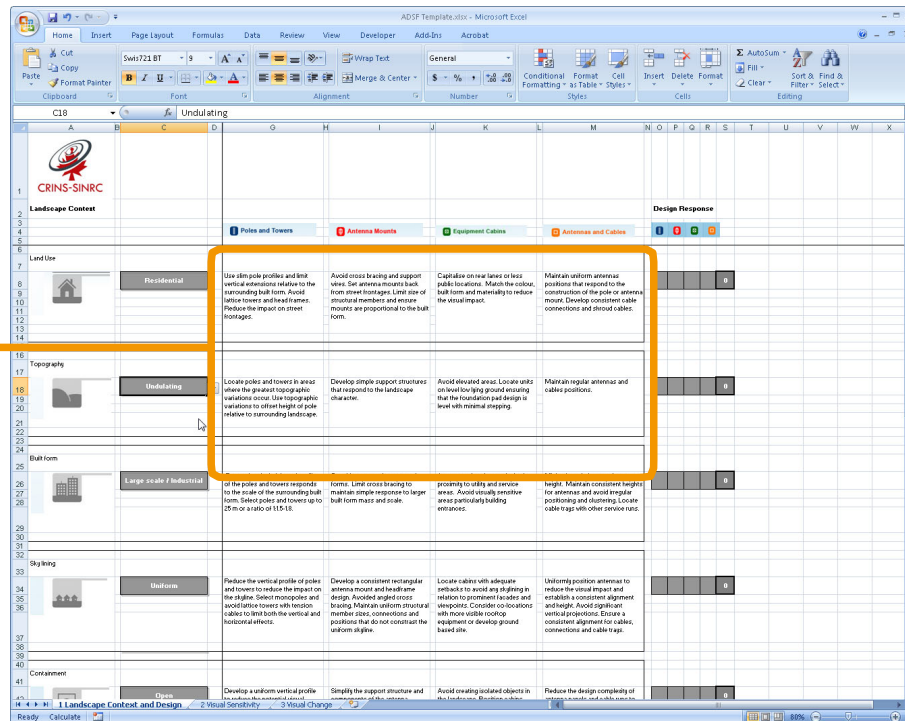 ADSF Template.xlsx - Microsoft Excel
Home Insert Page Layout Formulas Data Review View Developer Add-Ins Acrobat
Cut
Copy
Format Painter
Paste
Swis721 BT 9
Wrap Text
Merge & Center
General
Conditional Formatting
Format as Table
Cell Styles
Insert Delete Format
AutoSum
Fill
Clear
Sort & Filter
Find & Select
Clipboard Font Alignment Number Styles Cells Editing
C18 fx Undulating
A B C D G H I J K L M N O P Q R S T U V W X
CRINS-SINRC
Landscape Context Design Response
Poles and Towers Antenna Mounts Equipment Cabins Antennas and Cables
Land Use
Residential
Use slim pole profiles and limit
vertical extensions relative to the
surrounding built form. Avoid
lattice towers and head frames.
Reduce the impact on street
frontages.
Avoid cross bracing and support
wires. Set antenna mounts back
from street frontages. Limit size of
structural members and ensure
mounts are proportional to the built
form.
Capitalise on rear lanes or less
public locations. Match the colour,
built form and materiality to reduce
the visual impact.
Maintain uniform antennas
positions that respond to the
construction of the pole or antenna
mount. Develop consistent cable
connections and shroud cables.
0
Topography
Undulating
Locate poles and towers in areas
where the greatest topographic
variations occur. Use topographic
variations to offset height of pole
relative to surrounding landscape.
Develop simple support structures
that respond to the landscape
character.
Avoid elevated areas. Locate units
on level low lying ground ensuring
that the foundation pad design is
level with minimal stepping.
Maintain regular antennas and
cables positions.
0
Built form
Large scale / Industrial
of the poles and towers responds
to the scale of the surrounding built
form. Select poles and towers up to
25 m or a ratio of 1:1.5-1.8.
forms. Limit cross bracing to
maintain simple response to larger
built form mass and scale.
proximity to utility and service
areas. Avoid visually sensitive
areas particularly building
entrances.
height. Maintain consistent heights
for antennas and avoid irregular
positioning and clustering. Locate
cable trays with other service runs.
0
Skylining
Uniform
Reduce the vertical profile of poles
and towers to reduce the impact on
the skyline. Select monopoles and
avoid lattice towers with tension
cables to limit both the vertical and
horizontal effects.
Develop a consistent rectangular
antenna mount and headframe
design. Avoided angled cross
bracing. Maintain uniform structural
member sizes, connections and
positions that do not constrast the
uniform skyline.
Locate cabins with adequate
setbacks to avoid any skylining in
relation to prominent facades and
viewpoints. Consider co-locations
with more visible rooftop
equipment or develop ground
based site.
Uniformly position antennas to
reduce the visual impact and
establish a consistent alignment
and height. Avoid significant
vertical projections. Ensure a
consistent alignment for cables,
connections and cable trays.
0
Containment
Open
Develop a uniform vertical profile
Simplify the support structure and
Avoid creating isolated objects in
Reduce the design complexity of
0
1 Landscape Context and Design 2 Visual Sensitivity 3 Visual Change
Ready Calculate 80%